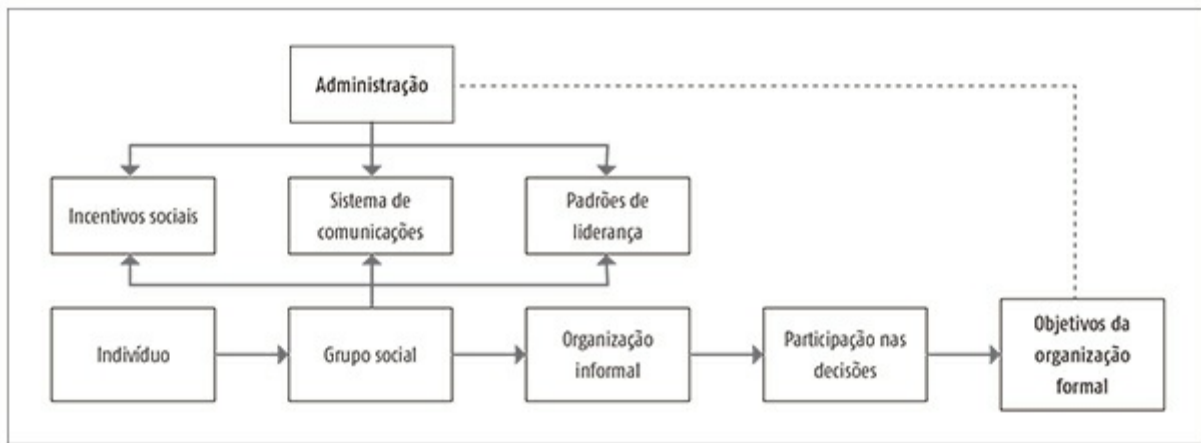 Administração
Incentivos sociais
Sistema de
comunicações
Padrões de
liderança
Indivíduo
Grupo social
Organização
informal
Participação nas
decisões
Objetivos da
organização
formal